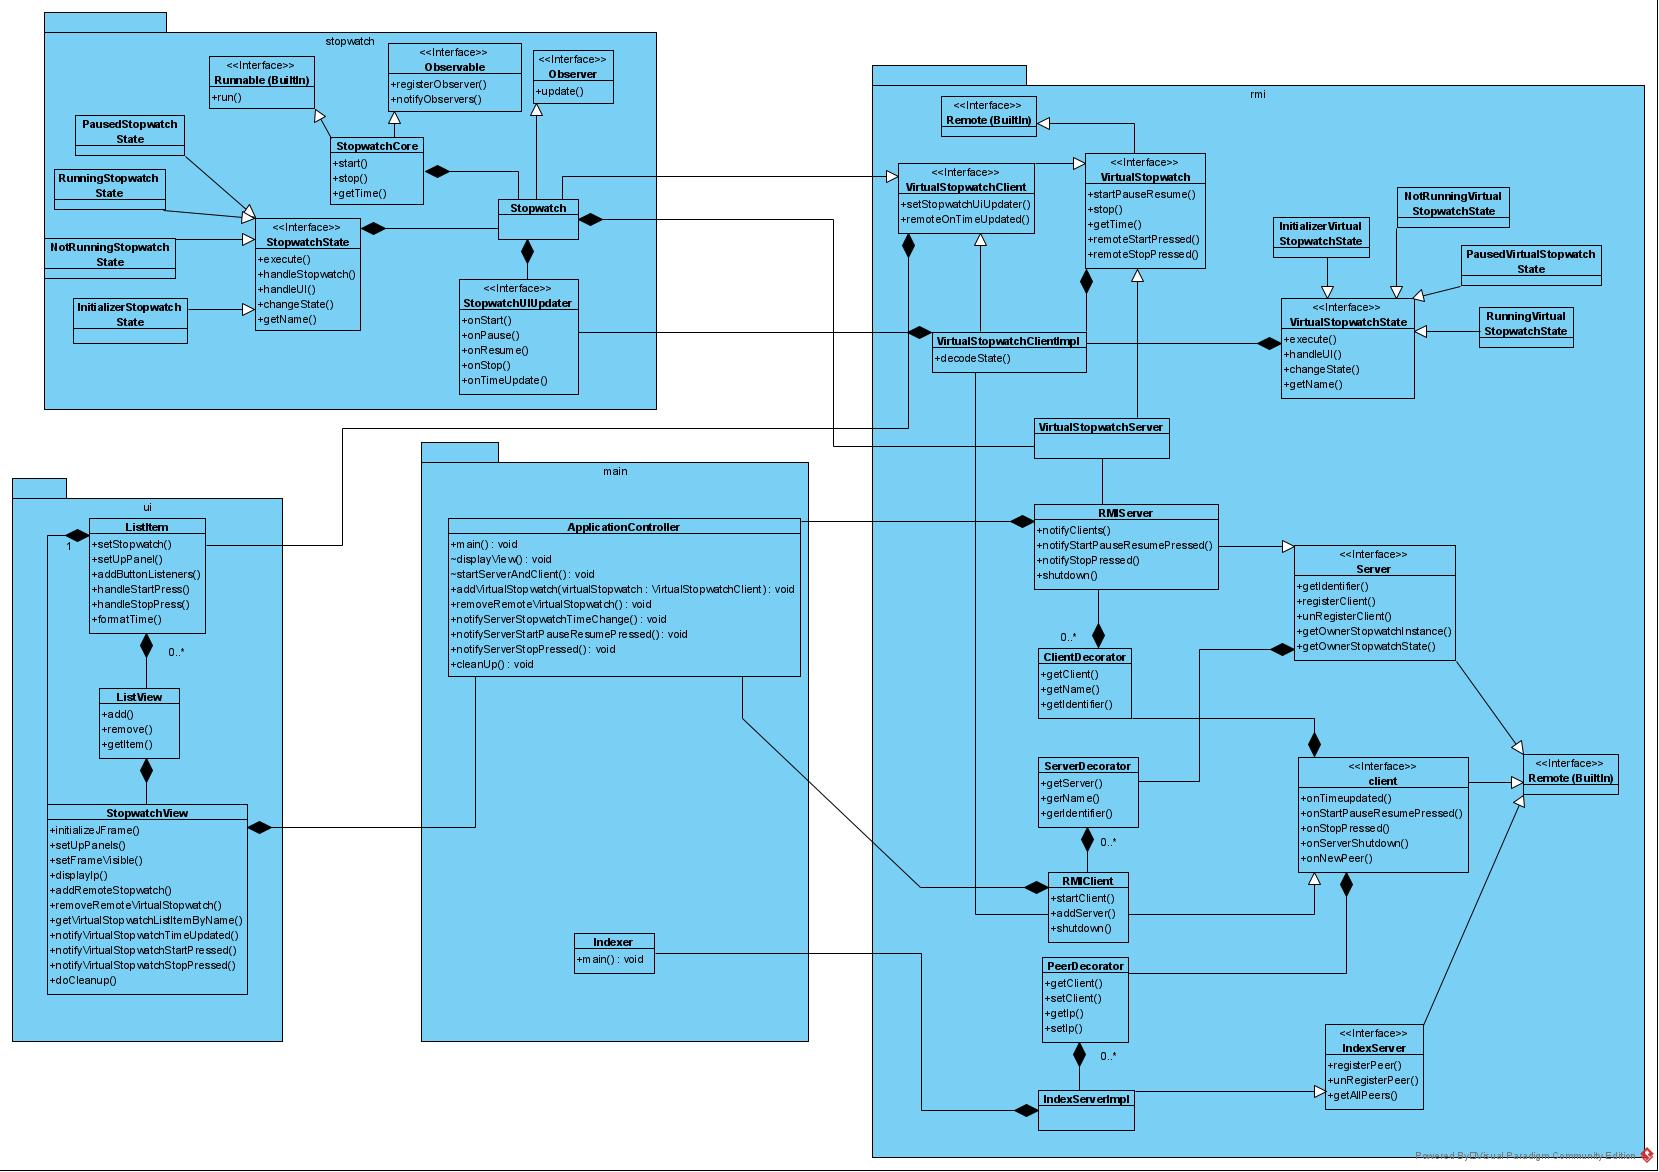 stopwatch
<<Interface>>
Runnable (BuiltIn)
+run()
<<Interface>>
Observable
+registerObserver()
+notifyObservers()
<<Interface>>
Observer
+update()
PausedStopwatch
State
StopwatchCore
+start()
+stop()
+getTime()
RunningStopwatch
State
Stopwatch
NotRunningStopwatch
State
<<Interface>>
StopwatchState
+execute()
+handleStopwatch()
+handleUI()
+changeState()
+getName()
InitializerStopwatch
State
<<Interface>>
StopwatchUIUpdater
+onStart()
+onPause()
+onResume()
+onStop()
+onTimeUpdate()
rmi
<<Interface>>
Remote (BuiltIn)
<<Interface>>
VirtualStopwatchClient
+setStopwatchUiUpdater()
+remoteOnTimeUpdated()
<<Interface>>
VirtualStopwatch
+startPauseResume()
+stop()
+getTime()
+remoteStartPressed()
+remoteStopPressed()
InitializerVirtual
StopwatchState
NotRunningVirtual
StopwatchState
PausedVirtualStopwatch
State
<<Interface>>
VirtualStopwatchState
+execute()
+handleUI()
+changeState()
+getName()
RunningVirtual
StopwatchState
VirtualStopwatchClientImpl
+decodeState()
VirtualStopwatchServer
RMIServer
+notifyClients()
+notifyStartPauseResumePressed()
+notifyStopPressed()
+shutdown()
<<Interface>>
Server
+getIdentifier()
+registerClient()
+unRegisterClient()
+getOwnerStopwatchInstance()
+getOwnerStopwatchState()
0..*
ClientDecorator
+getClient()
+getName()
+getIdentifier()
ServerDecorator
+getServer()
+gerName()
+gerIdentifier()
0..*
<<Interface>>
client
+onTimeupdated()
+onStartPauseResumePressed()
+onStopPressed()
+onServerShutdown()
+onNewPeer()
<<Interface>>
Remote (BuiltIn)
RMIClient
+startClient()
+addServer()
+shutdown()
PeerDecorator
+getClient()
+setClient()
+getIp()
+setIp()
0..*
IndexServerImpl
<<Interface>>
IndexServer
+registerPeer()
+unRegisterPeer()
+getAllPeers()
main
ApplicationController
+main() : void
~displayView() : void
~startServerAndClient() : void
+addVirtualStopwatch(virtualStopwatch : VirtualStopwatchClient) : void
+removeRemoteVirtualStopwatch() : void
+notifyServerStopwatchTimeChange() : void
+notifyServerStartPauseResumePressed() : void
+notifyServerStopPressed() : void
+cleanUp() : void
Indexer
+main() : void
ui
1
ListItem
+setStopwatch()
+setUpPanel()
+addButtonListeners()
+handleStartPress()
+handleStopPress()
+formatTime()
0..*
ListView
+add()
+remove()
+getItem()
StopwatchView
+initializeJFrame()
+setUpPanels()
+setFrameVisible()
+displayIp()
+addRemoteStopwatch()
+removeRemoteVirtualStopwatch()
+getVirtualStopwatchListItemByName()
+notifyVirtualStopwatchTimeUpdated()
+notifyVirtualStopwatchStartPressed()
+notifyVirtualStopwatchStopPressed()
+doCleanup()
Powered By Visual Paradigm Community Edition